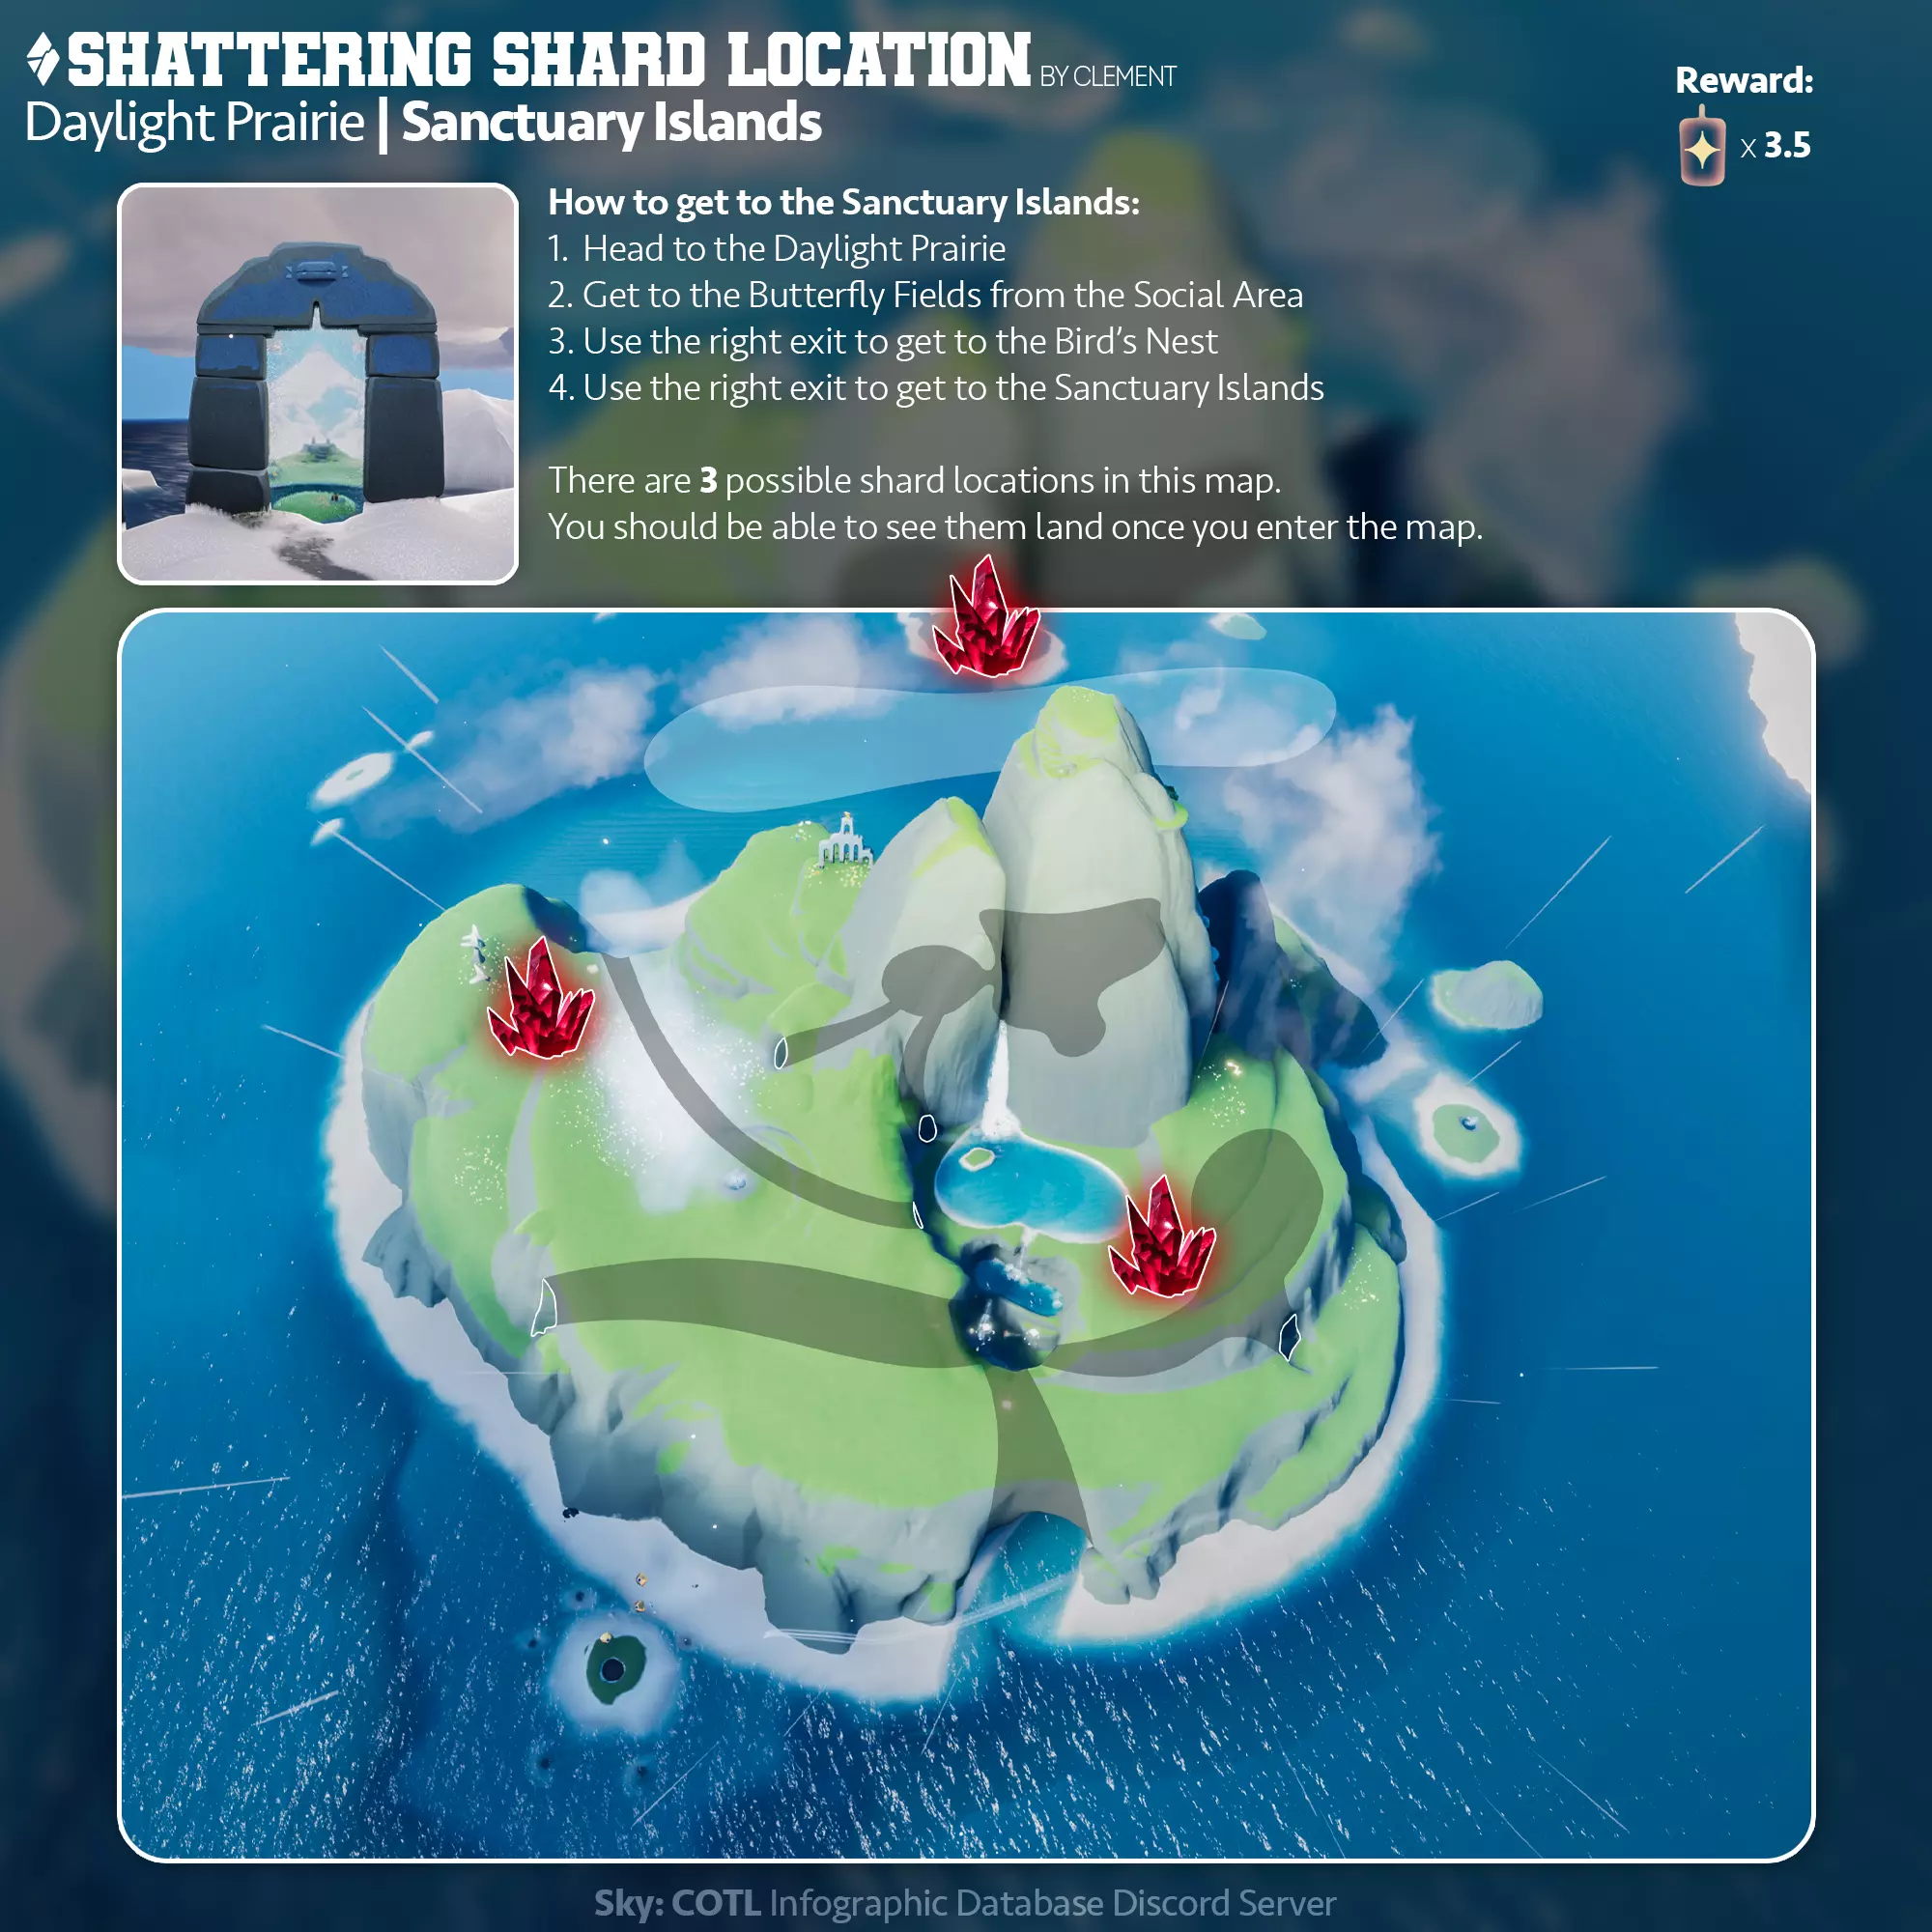 SHATTERING SHARD LOCATION BY CLEMENT
Daylight Prairie | Sanctuary Islands
Reward:
x 3.5
How to get to the Sanctuary Islands:
1. Head to the Daylight Prairie
2. Get to the Butterfly Fields from the Social Area
3. Use the right exit to get to the Bird’s Nest
4. Use the right exit to get to the Sanctuary Islands
There are 3 possible shard locations in this map.
You should be able to see them land once you enter the map.
Sky: COTL Infographic Database Discord Server